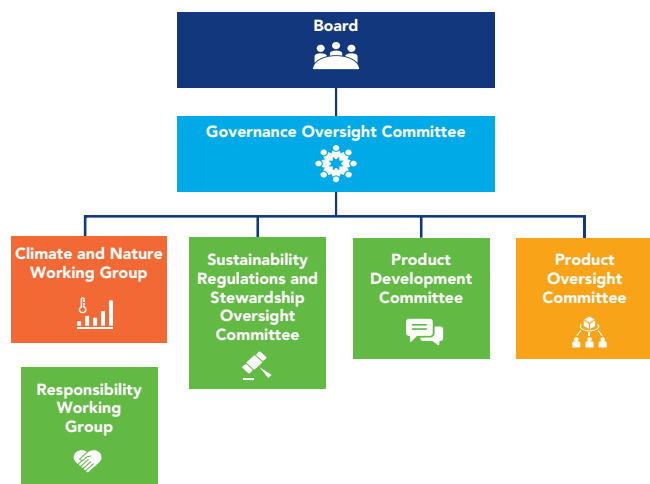 Board
Governance Oversight Committee
Climate and Nature
Working Group
Sustainability
Regulations and
Stewardship
Oversight
Committee
Product
Development
Committee
Product
Oversight
Committee
Responsibility
Working
Group